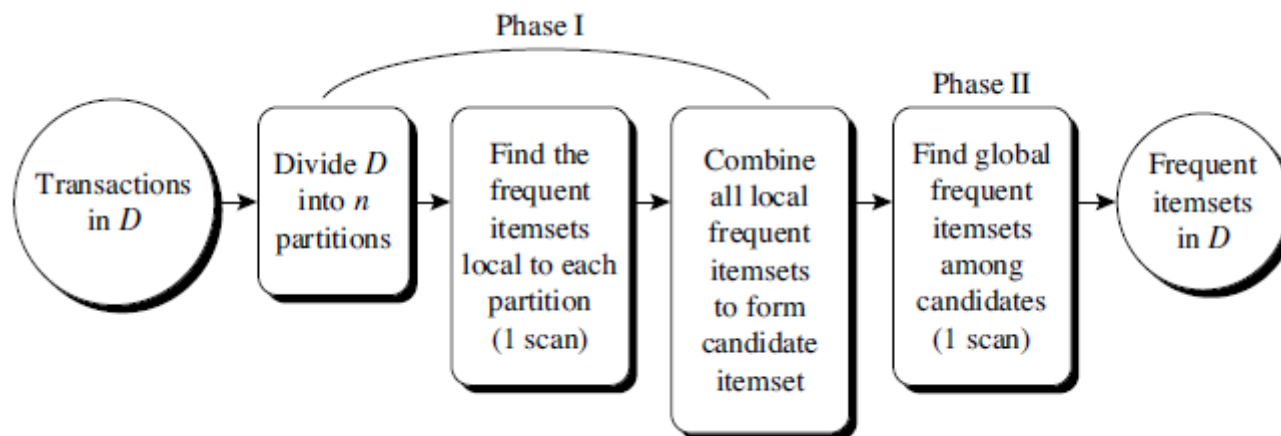 Phase I
Transactions
in D
Divide D
into n
partitions
Find the
frequent
itemsets
local to each
partition
(1 scan)
Combine
all local
frequent
itemsets
to form
candidate
itemset
Phase II
Find global
frequent
itemsets
among
candidates
(1 scan)
Frequent
itemsets
in D